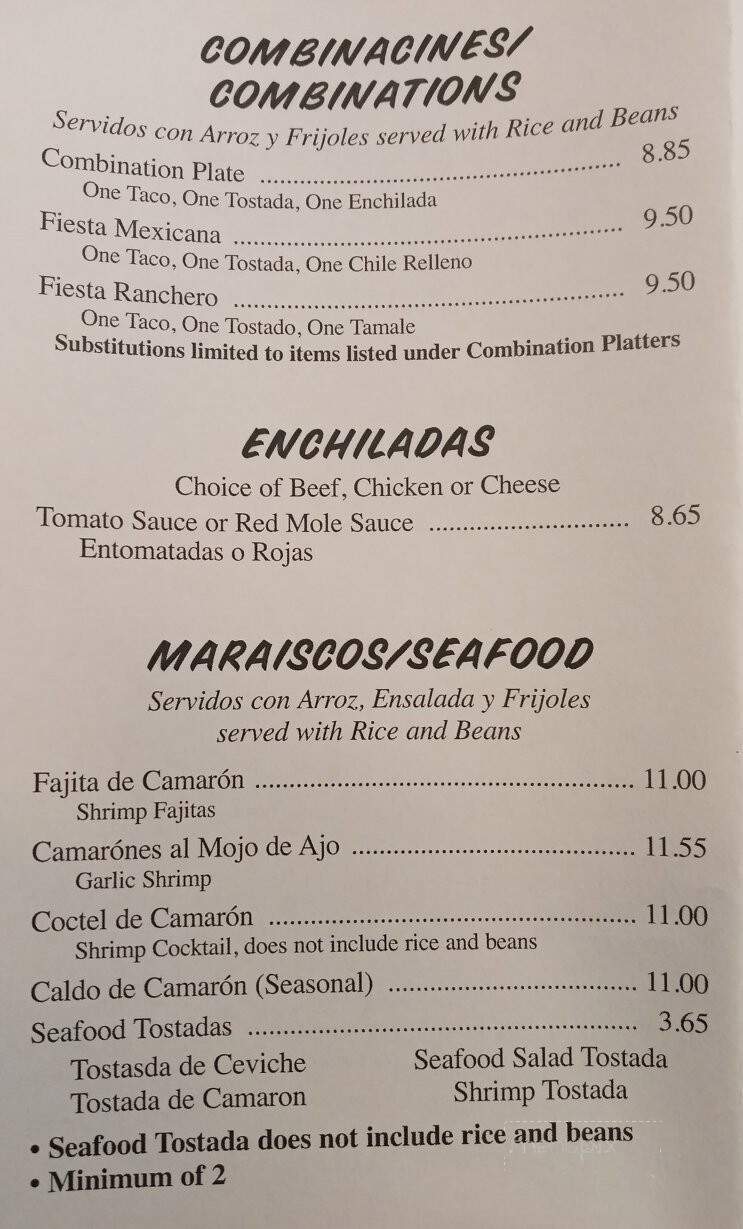 COMBINACINES/
COMBINATIONS
Servidos con Arroz y Frijoles served with Rice and Beans
Combination Plate ........................................................ 8.85
One Taco, One Tostada, One Enchilada
Fiesta Mexicana ........................................................ 9.50
One Taco, One Tostada, One Chile Relleno
Fiesta Ranchero ........................................................ 9.50
One Taco, One Tostado, One Tamale
Substitutions limited to items listed under Combination Platters
ENCHILADAS
Choice of Beef, Chicken or Cheese
Tomato Sauce or Red Mole Sauce ............................. 8.65
Entomatadas o Rojas
MARAISCOS/SEAFOOD
Servidos con Arroz, Ensalada y Frijoles
served with Rice and Beans
Fajita de Camarón ........................................................ 11.00
Shrimp Fajitas
Camarónes al Mojo de Ajo .......................................... 11.55
Garlic Shrimp
Coctel de Camarón ...................................................... 11.00
Shrimp Cocktail, does not include rice and beans
Caldo de Camarón (Seasonal) .................................... 11.00
Seafood Tostadas ......................................................... 3.65
Tostasda de Ceviche Seafood Salad Tostada
Tostada de Camaron Shrimp Tostada
• Seafood Tostada does not include rice and beans
• Minimum of 2